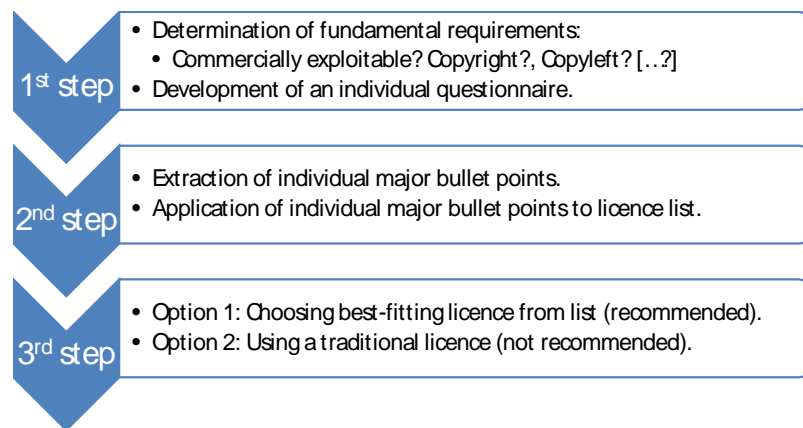 1st step
• Determination of fundamental requirements:
• Commercially exploitable? Copyright?, Copyleft? […?]
• Development of an individual questionnaire.
2nd step
• Extraction of individual major bullet points.
• Application of individual major bullet points to licence list.
3rd step
• Option 1: Choosing best-fitting licence from list (recommended).
• Option 2: Using a traditional licence (not recommended).